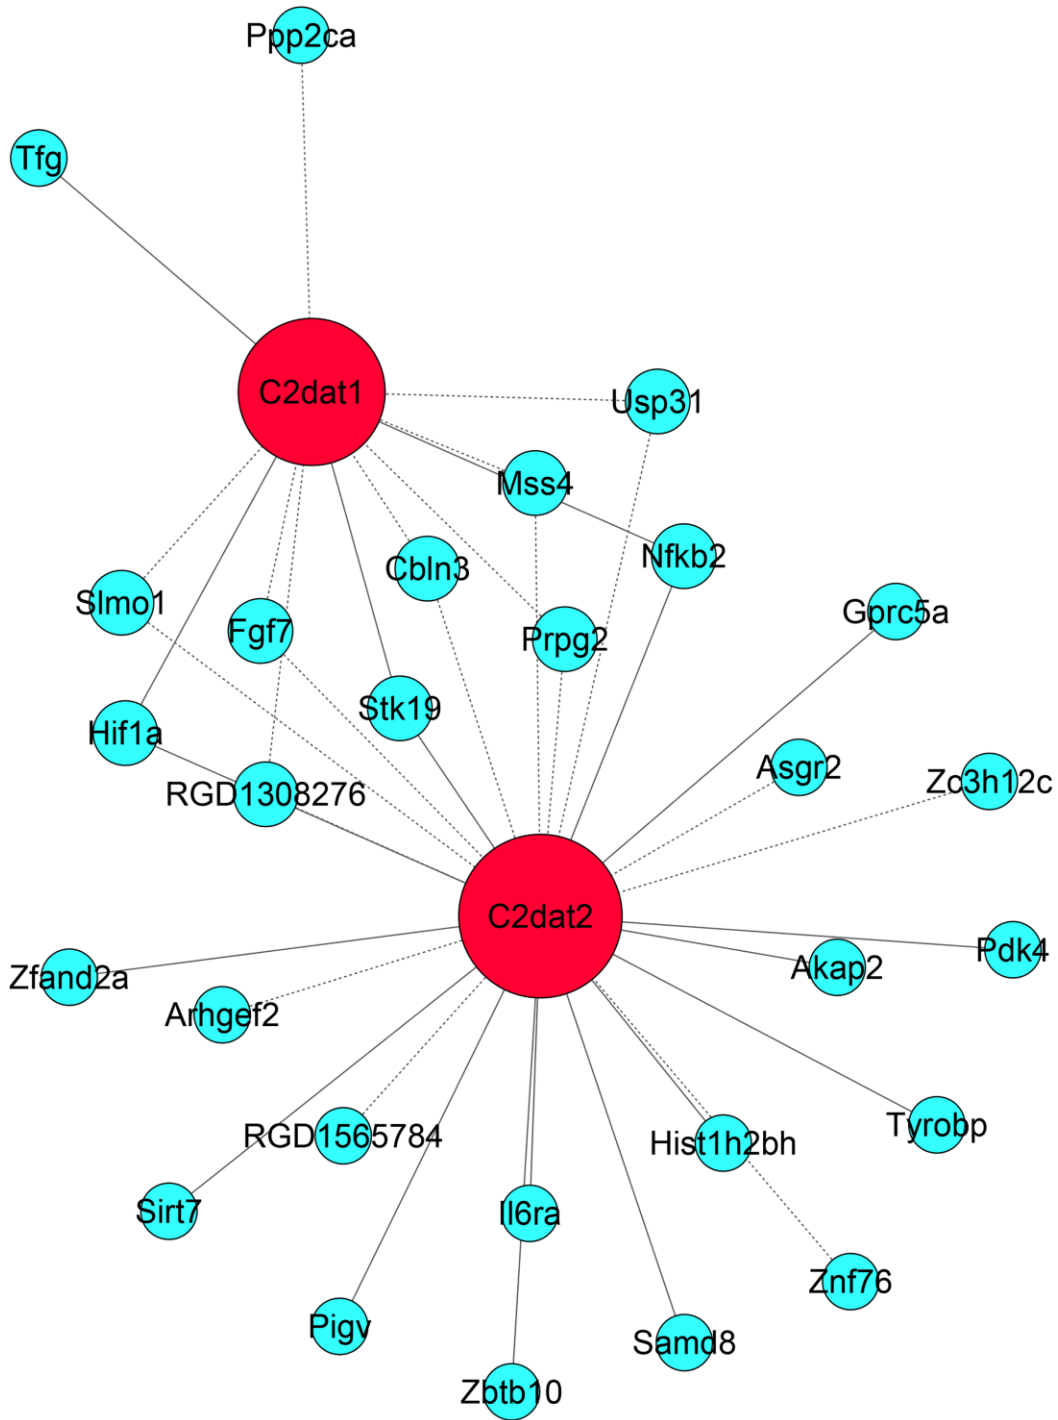 Ppp2ca
Tfg
C2dat1
Usp31
Mss4
Nfkb2
Cbln3
Slmo1
Fgf7
Prpg2
Gprc5a
Stk19
Hif1a
Asgr2
Zc3h12c
RGD1308276
C2dat2
Pdk4
Akap2
Zfand2a
Arhgef2
Tyrobp
RGD1565784
Hist1h2bh
Sirt7
Il6ra
Znf76
Pigv
Samd8
Zbtb10